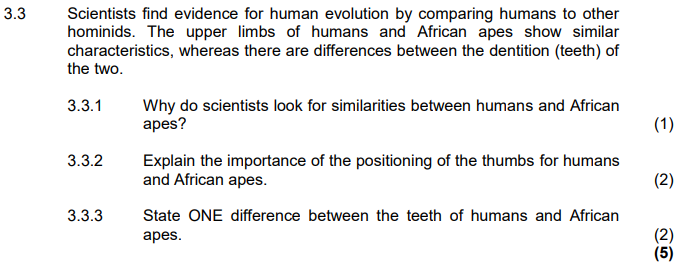 3.3 Scientists find evidence for human evolution by comparing humans to other
hominids. The upper limbs of humans and African apes show similar
characteristics, whereas there are differences between the dentition (teeth) of
the two.
3.3.1 Why do scientists look for similarities between humans and African
apes? (1)
3.3.2 Explain the importance of the positioning of the thumbs for humans
and African apes. (2)
3.3.3 State ONE difference between the teeth of humans and African
apes. (2)
(5)